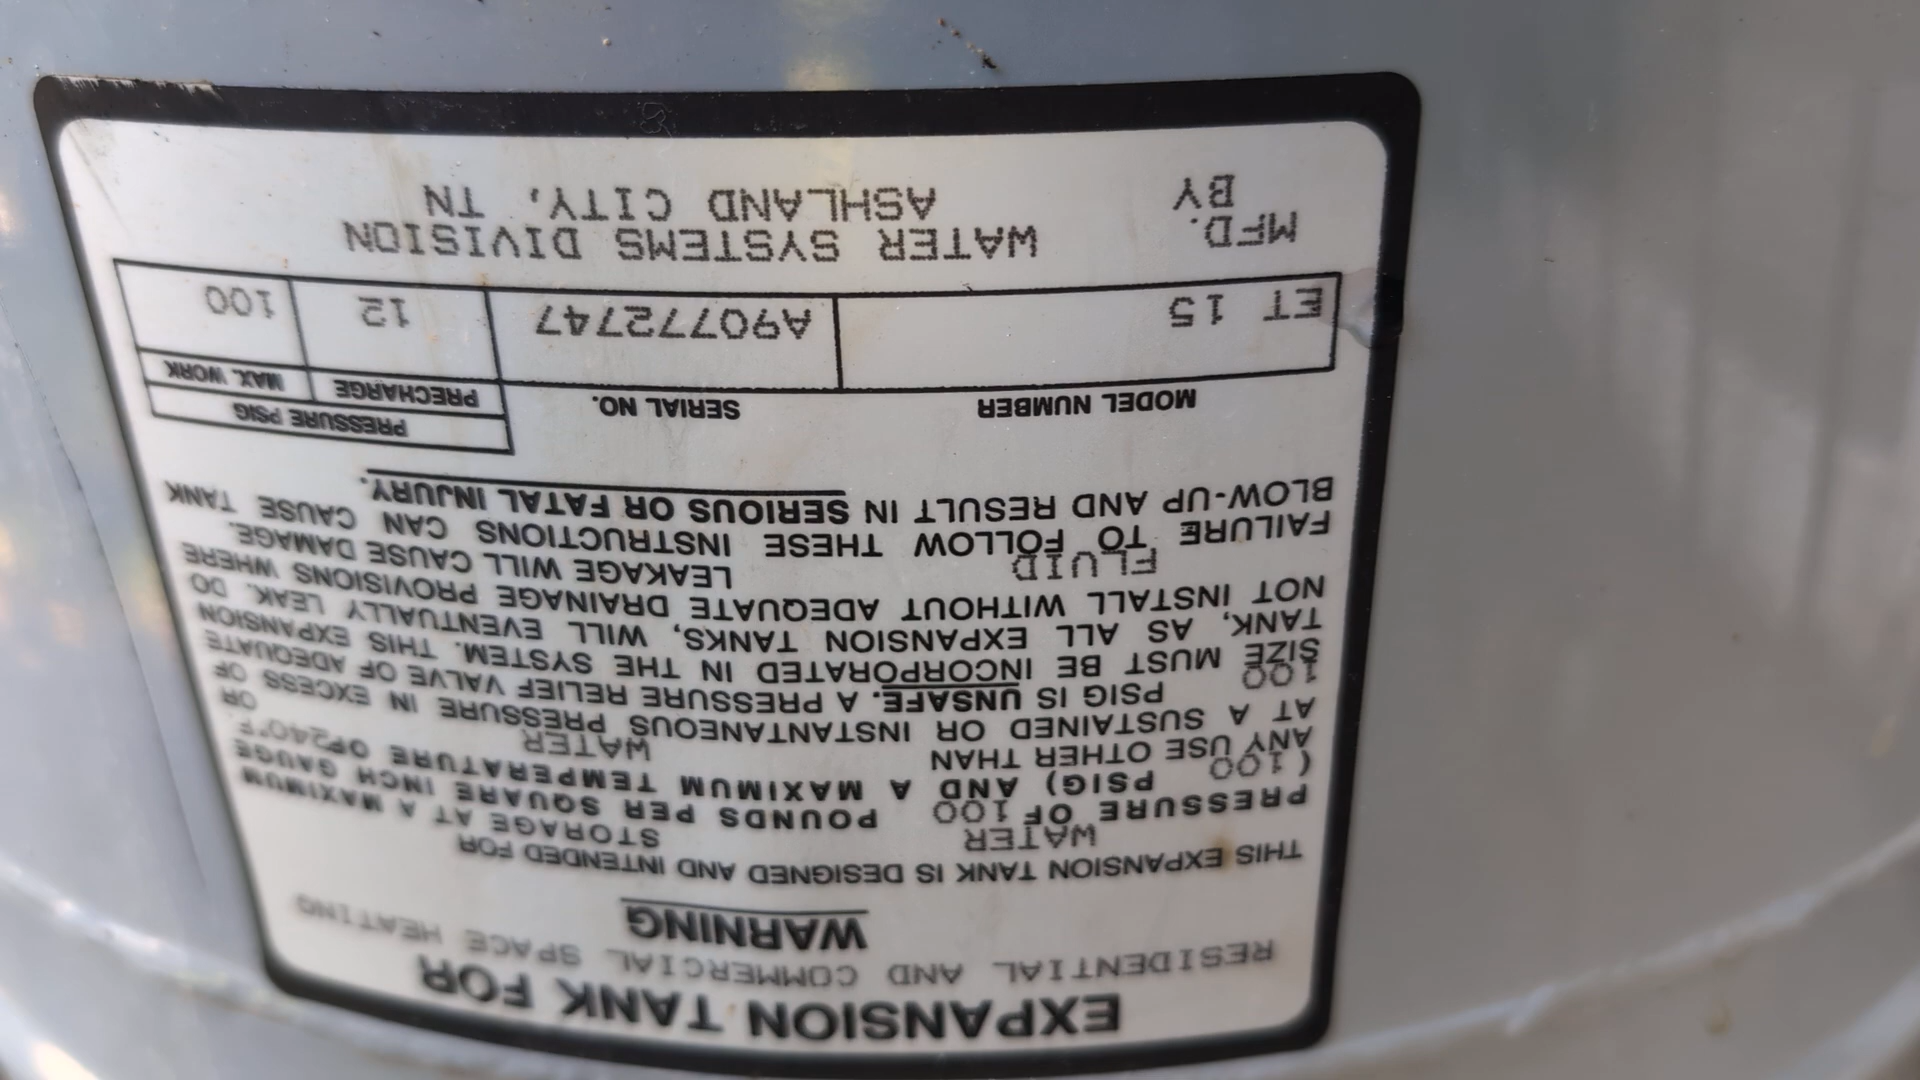 EXPANSION TANK FOR
RESIDENTIAL AND COMMERCIAL SPACE HEATING
WARNING
THIS EXPANSION TANK IS DESIGNED AND INTENDED FOR
WATER STORAGE AT A MAXIMUM
PRESSURE OF 100 POUNDS PER SQUARE INCH GAUGE
(100 PSIG) AND A MAXIMUM TEMPERATURE OF 240°F
ANY USE OTHER THAN WATER OR
AT A SUSTAINED OR INSTANTANEOUS PRESSURE IN EXCESS OF
100 PSIG IS UNSAFE. A PRESSURE RELIEF VALVE OF ADEQUATE
SIZE MUST BE INCORPORATED IN THE SYSTEM. THIS EXPANSION
TANK, AS ALL EXPANSION TANKS, WILL EVENTUALLY LEAK. DO
NOT INSTALL WITHOUT ADEQUATE DRAINAGE PROVISIONS WHERE
FLUID LEAKAGE WILL CAUSE DAMAGE.
FAILURE TO FOLLOW THESE INSTRUCTIONS CAN CAUSE TANK
BLOW-UP AND RESULT IN SERIOUS OR FATAL INJURY.
PRESSURE PSIG
MODEL NUMBER SERIAL NO. PRECHARGE MAX. WORK
ET 15 A90772747 12 100
MFD. WATER SYSTEMS DIVISION
BY ASHLAND CITY, TN